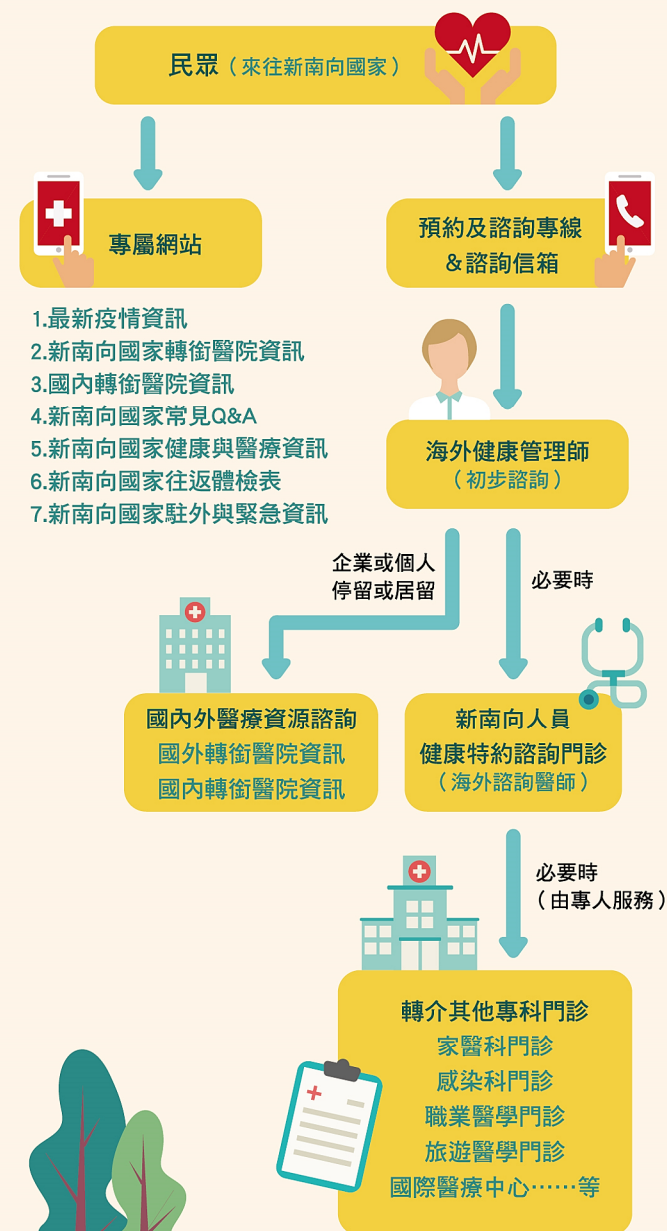 民眾（來往新南向國家）
專屬網站
1.最新疫情資訊
2.新南向國家轉銜醫院資訊
3.國內轉銜醫院資訊
4.新南向國家常見Q&A
5.新南向國家健康與醫療資訊
6.新南向國家往返體檢表
7.新南向國家駐外與緊急資訊
預約及諮詢專線
&諮詢信箱
海外健康管理師
（初步諮詢）
企業或個人
停留或居留
必要時
國內外醫療資源諮詢
國外轉銜醫院資訊
國內轉銜醫院資訊
新南向人員
健康特約諮詢門診
（海外諮詢醫師）
必要時
（由專人服務）
轉介其他專科門診
家醫科門診
感染科門診
職業醫學門診
旅遊醫學門診
國際醫療中心⋯⋯等